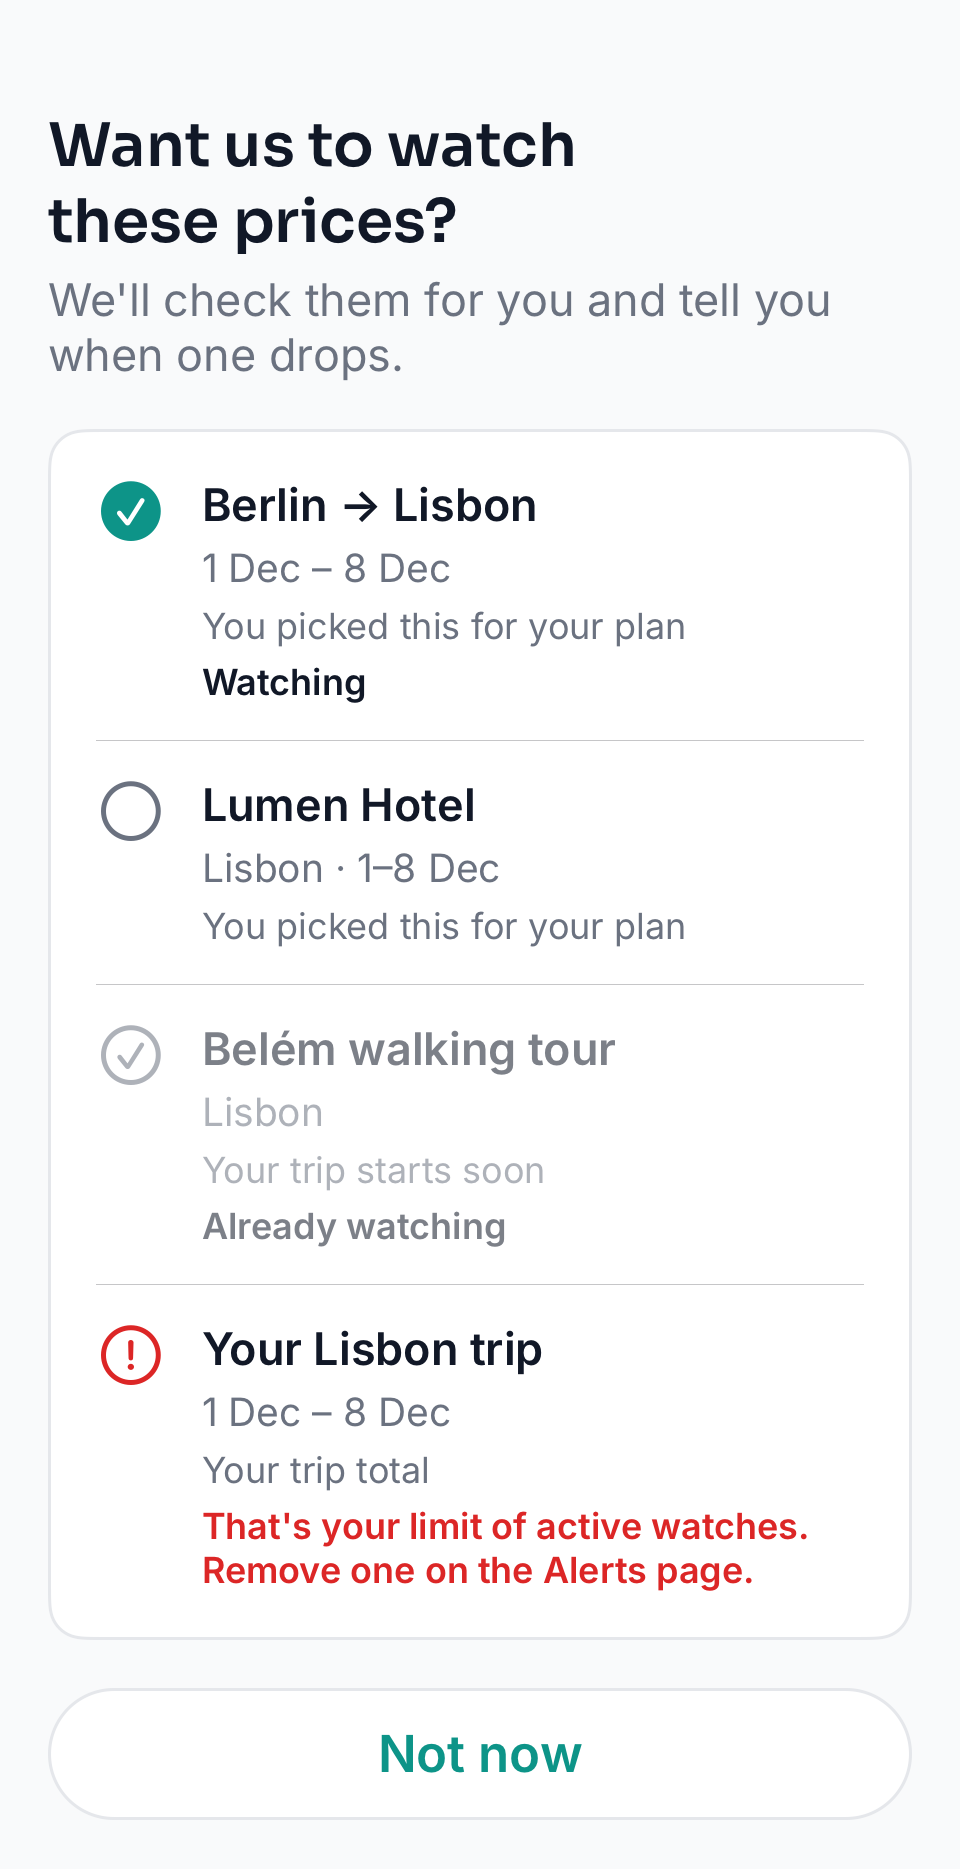 Want us to watch
these prices?
We'll check them for you and tell you
when one drops.
Berlin → Lisbon
1 Dec – 8 Dec
You picked this for your plan
Watching
Lumen Hotel
Lisbon · 1–8 Dec
You picked this for your plan
Belém walking tour
Lisbon
Your trip starts soon
Already watching
Your Lisbon trip
1 Dec – 8 Dec
Your trip total
That's your limit of active watches.
Remove one on the Alerts page.
Not now